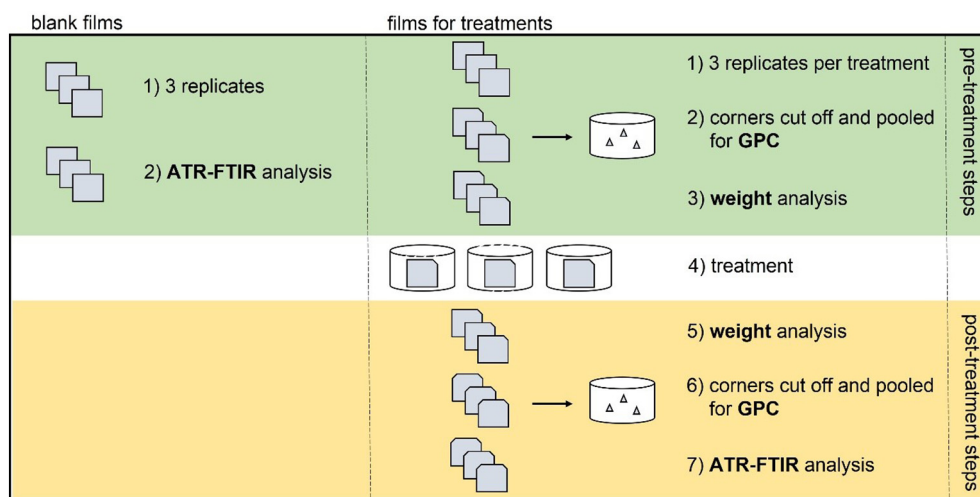 blank films
films for treatments
1) 3 replicates
2) ATR-FTIR analysis
1) 3 replicates per treatment
2) corners cut off and pooled
for GPC
3) weight analysis
pre-treatment steps
4) treatment
5) weight analysis
6) corners cut off and pooled
for GPC
7) ATR-FTIR analysis
post-treatment steps